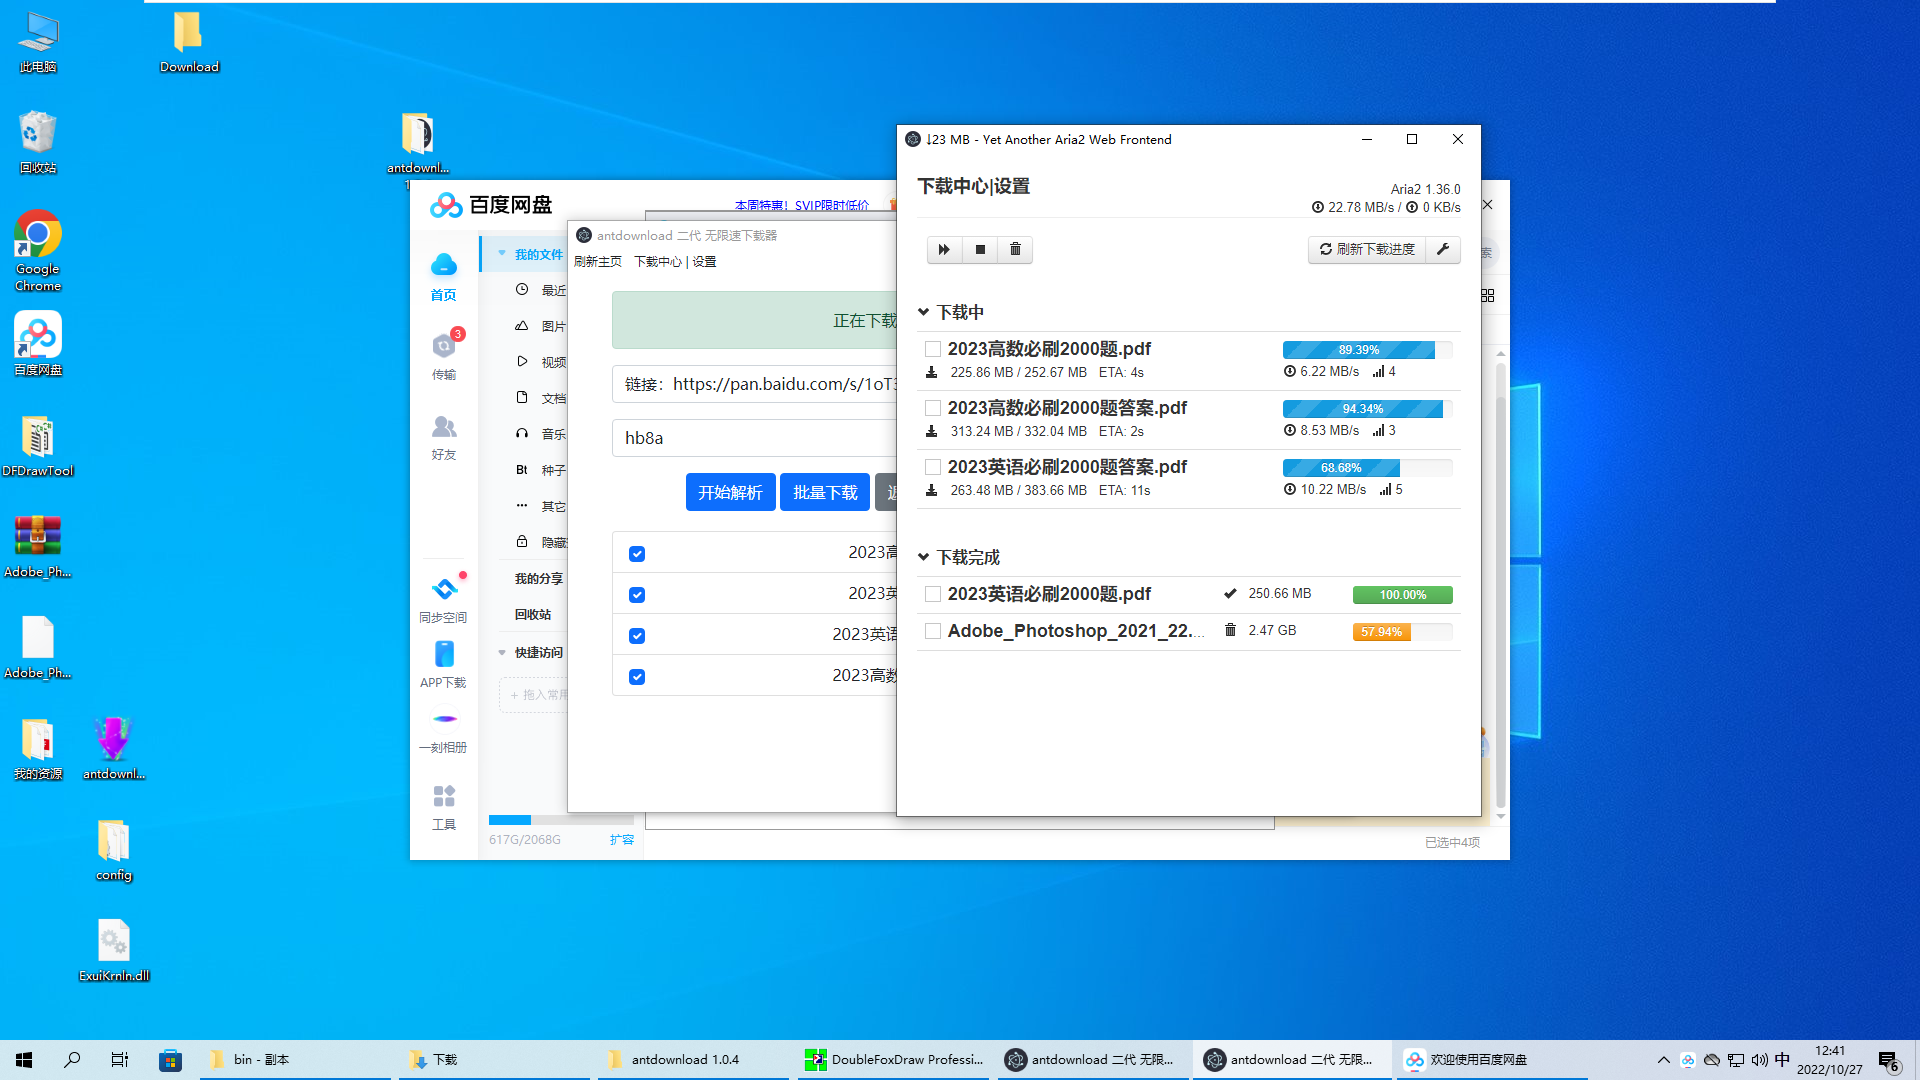 此电脑
Download
回收站
antdownl...
Google
Chrome
百度网盘
DFDrawTool
Adobe_Ph...
Adobe_Ph...
我的资源
antdownl...
config
ExuiKrnln.dll
百度网盘
本周特惠！SVIP限时低价
首页
3
传输
好友
同步空间
APP下载
一刻相册
工具
我的文件
最近
图片
视频
文档
音乐
Bt 种子
其它
隐藏
我的分享
回收站
快捷访问
+ 拖入常用
617G/2068G 扩容
索
已选中4项
antdownload 二代 无限速下载器
刷新主页 下载中心 | 设置
正在下载
链接：https://pan.baidu.com/s/1oT
hb8a
开始解析 批量下载
2023高
2023英
2023英语
2023高数
↓23 MB - Yet Another Aria2 Web Frontend
下载中心|设置
Aria2 1.36.0
22.78 MB/s / 0 KB/s
刷新下载进度
下载中
2023高数必刷2000题.pdf 89.39%
225.86 MB / 252.67 MB ETA: 4s 6.22 MB/s 4
2023高数必刷2000题答案.pdf 94.34%
313.24 MB / 332.04 MB ETA: 2s 8.53 MB/s 3
2023英语必刷2000题答案.pdf 68.68%
263.48 MB / 383.66 MB ETA: 11s 10.22 MB/s 5
下载完成
2023英语必刷2000题.pdf 250.66 MB 100.00%
Adobe_Photoshop_2021_22.... 2.47 GB 57.94%
bin - 副本
下载
antdownload 1.0.4
DoubleFoxDraw Professi...
antdownload 二代 无限...
antdownload 二代 无限...
欢迎使用百度网盘
中
12:41
2022/10/27
6